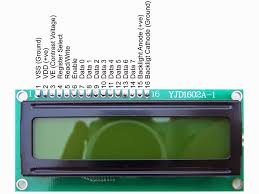 1 VSS (Ground)
2 VDD (+ve)
3 VE (Contrast Voltage)
4 Register Select
5 Read/Write
6 Enable
7 Data 0
8 Data 1
9 Data 2
10 Data 3
11 Data 4
12 Data 5
13 Data 6
14 Data 7
15 Backlight Anode (+ve)
16 Backlight Cathode (Ground)
1
16
YJD1602A-1